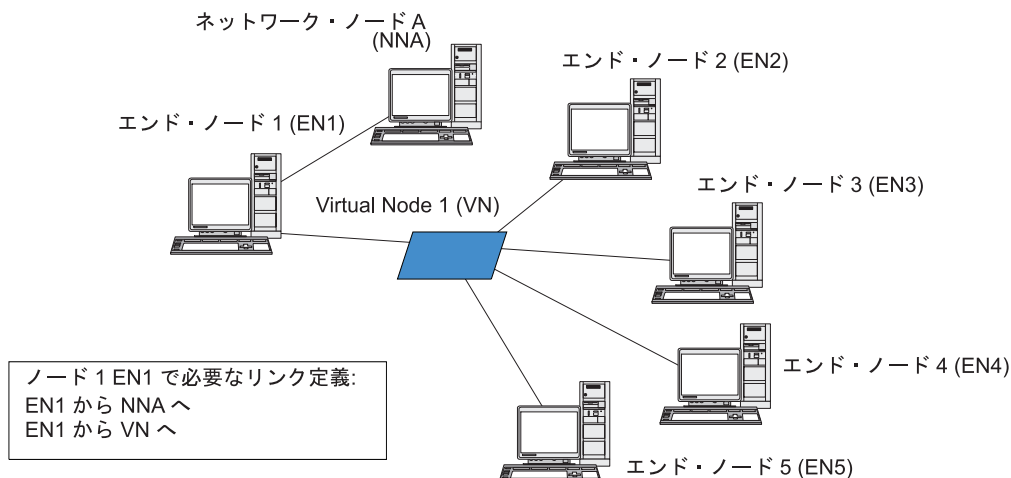 ネットワーク・ノード A
(NNA)
エンド・ノード 2 (EN2)
エンド・ノード 1 (EN1)
エンド・ノード 3 (EN3)
Virtual Node 1 (VN)
エンド・ノード 4 (EN4)
ノード 1 EN1 で必要なリンク定義:
EN1 から NNA へ
EN1 から VN へ
エンド・ノード 5 (EN5)